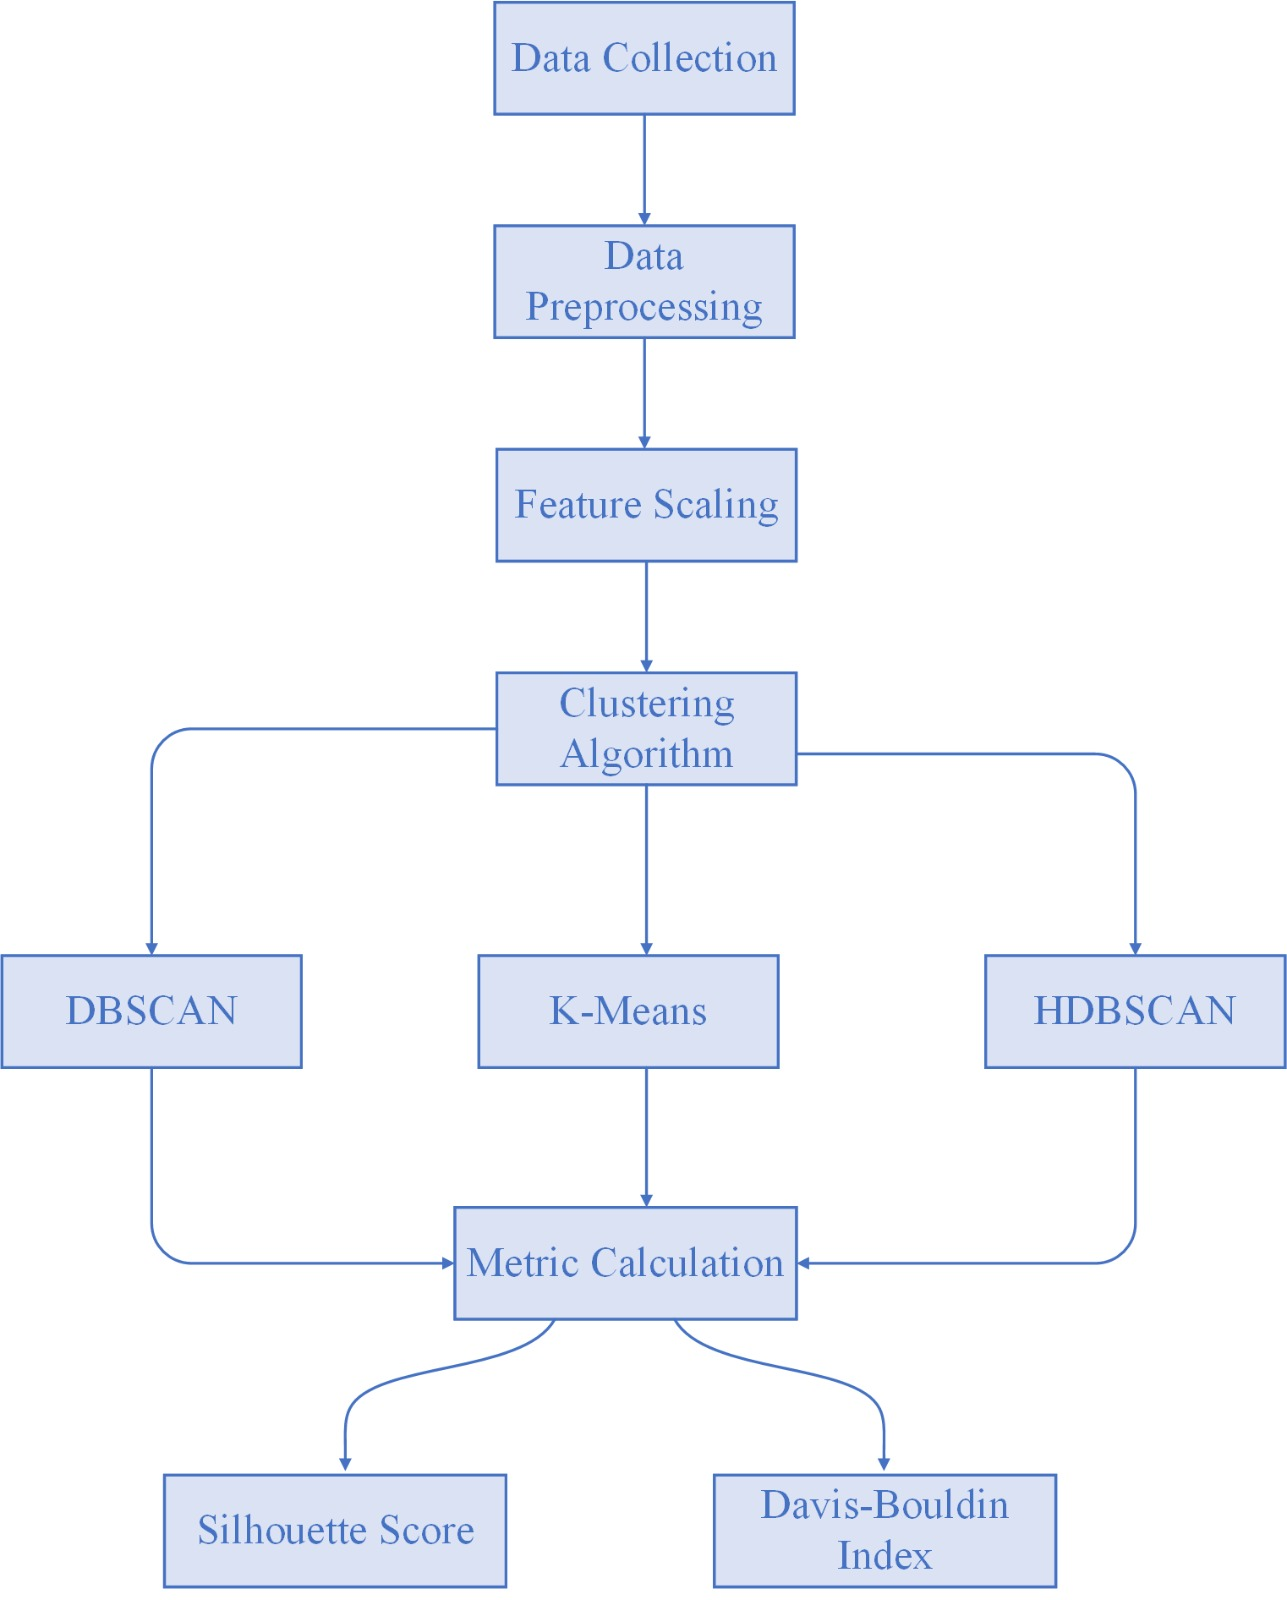 Data Collection
Data
Preprocessing
Feature Scaling
Clustering
Algorithm
DBSCAN
K-Means
HDBSCAN
Metric Calculation
Silhouette Score
Davis-Bouldin
Index